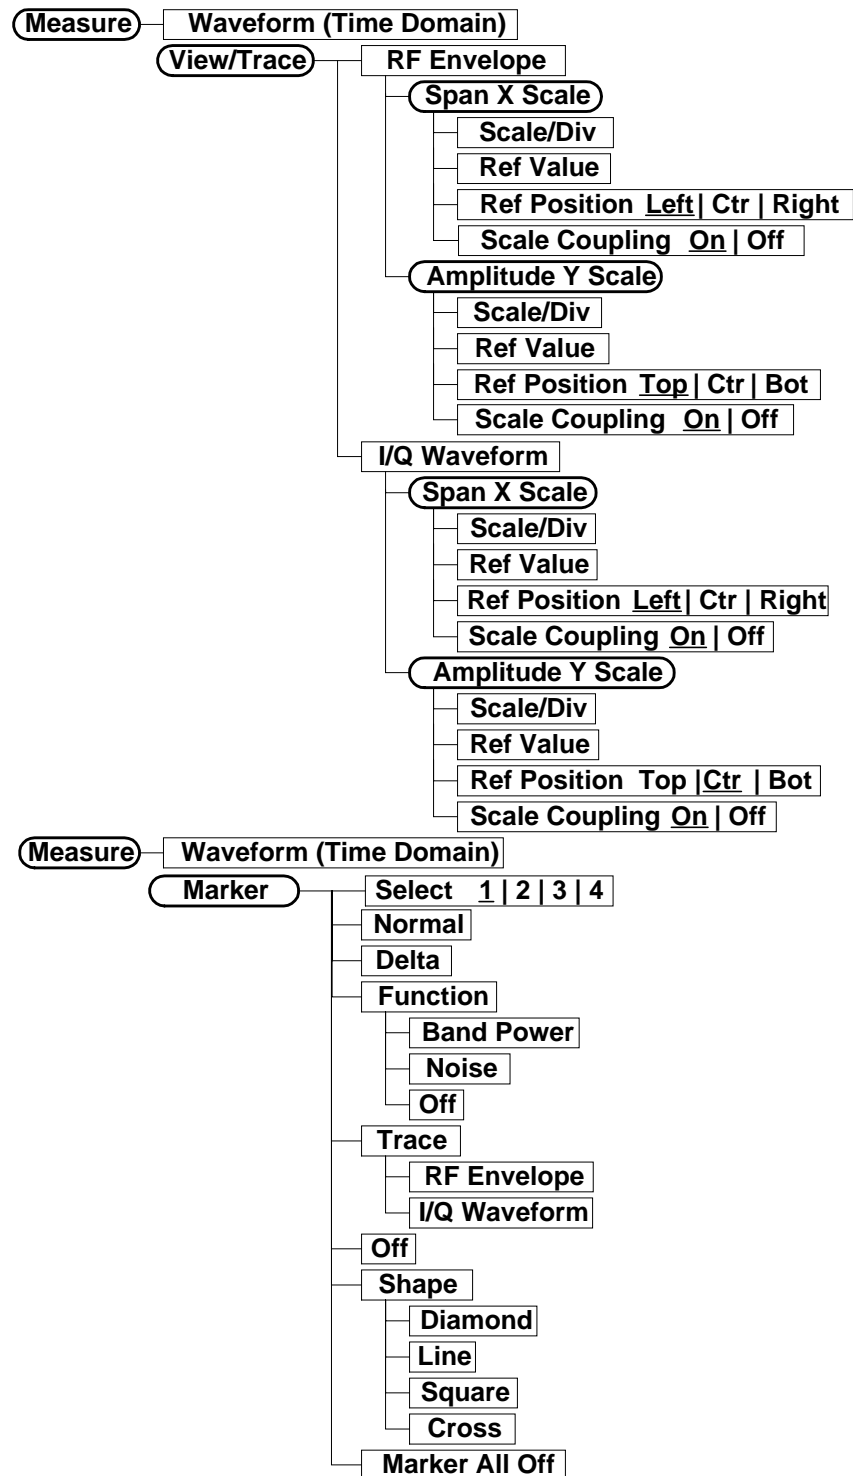 Measure Waveform (Time Domain)
View/Trace RF Envelope
Span X Scale
Scale/Div
Ref Value
Ref Position Left | Ctr | Right
Scale Coupling On | Off
Amplitude Y Scale
Scale/Div
Ref Value
Ref Position Top | Ctr | Bot
Scale Coupling On | Off
I/Q Waveform
Span X Scale
Scale/Div
Ref Value
Ref Position Left | Ctr | Right
Scale Coupling On | Off
Amplitude Y Scale
Scale/Div
Ref Value
Ref Position Top | Ctr | Bot
Scale Coupling On | Off
Measure Waveform (Time Domain)
Marker Select 1 | 2 | 3 | 4
Normal
Delta
Function
Band Power
Noise
Off
Trace
RF Envelope
I/Q Waveform
Off
Shape
Diamond
Line
Square
Cross
Marker All Off